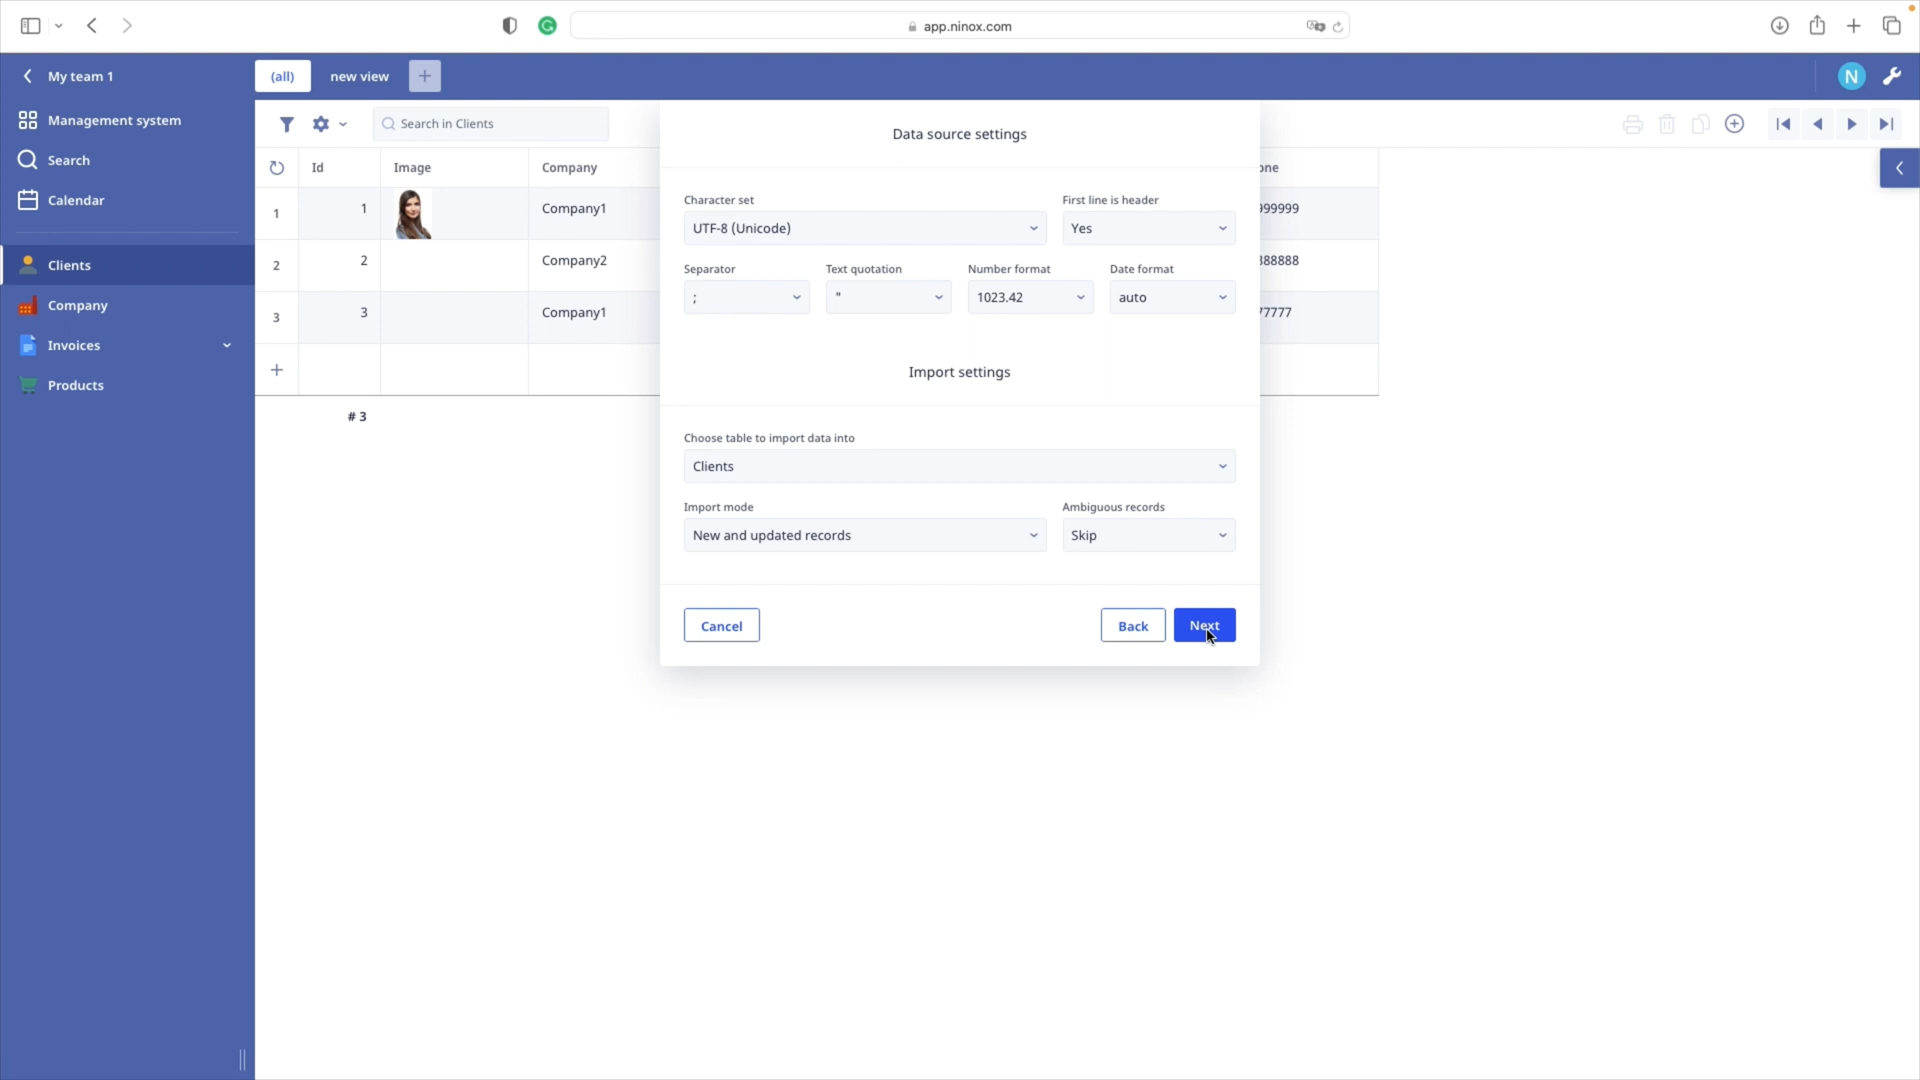 app.ninox.com
My team 1
(all)
new view
N
Management system
Search
Calendar
Clients
Company
Invoices
Products
Search in Clients
Id
Image
Company
1
1
Company1
999999
2
2
Company2
388888
3
3
Company1
77777
# 3
Data source settings
Character set
First line is header
UTF-8 (Unicode)
Yes
Separator
Text quotation
Number format
Date format
;
"
1023.42
auto
Import settings
Choose table to import data into
Clients
Import mode
Ambiguous records
New and updated records
Skip
Cancel
Back
Next